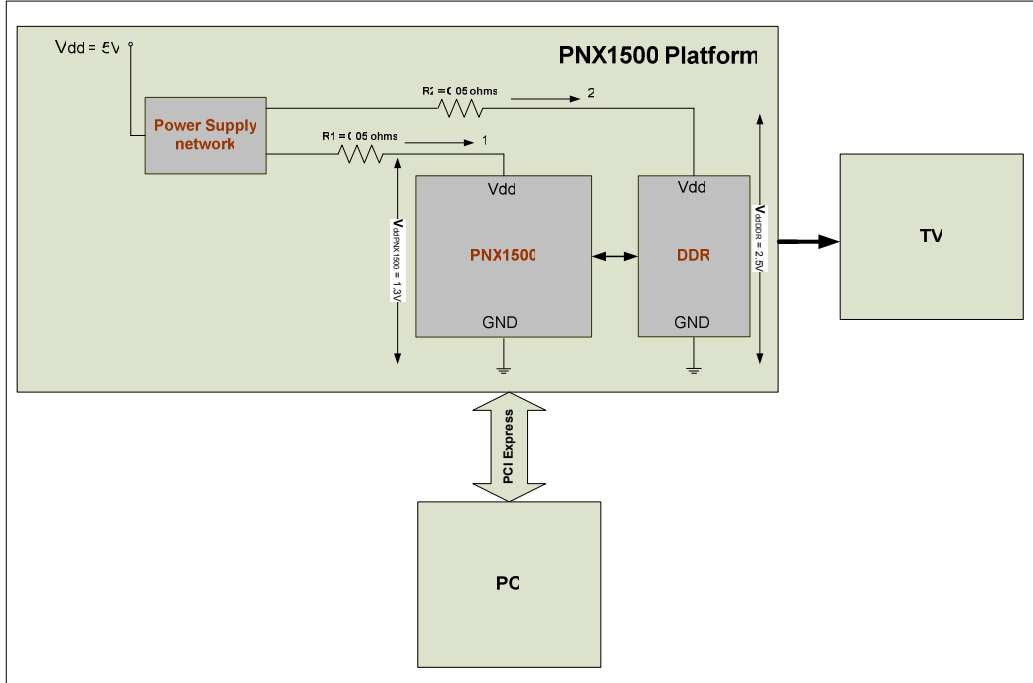 Vdd = 5V
PNX1500 Platform
R2 = 0.05 ohms
2
Power Supply
network
R1 = 0.05 ohms
1
Vdd
Vdd
VddPNX1500 = 1.3V
VddDDR = 2.5V
PNX1500
DDR
TV
GND
GND
PCI Express
PC